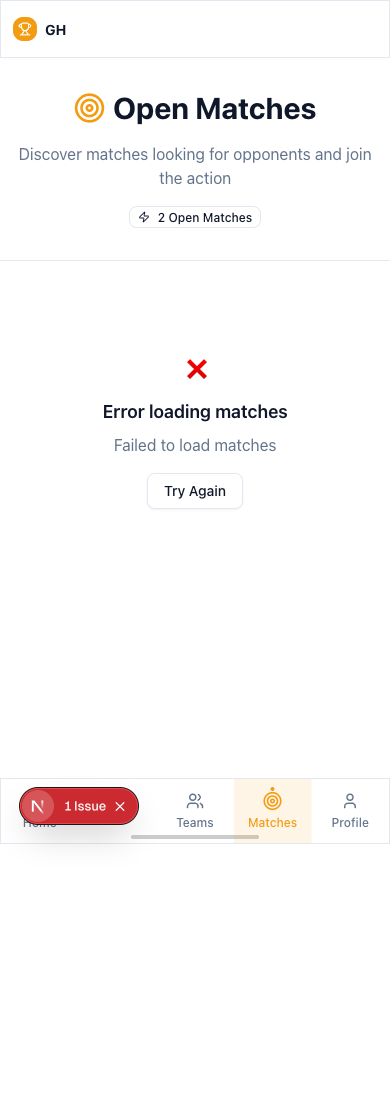 GH
Open Matches
Discover matches looking for opponents and join
the action
2 Open Matches
Error loading matches
Failed to load matches
Try Again
N 1 Issue
Teams
Matches
Profile